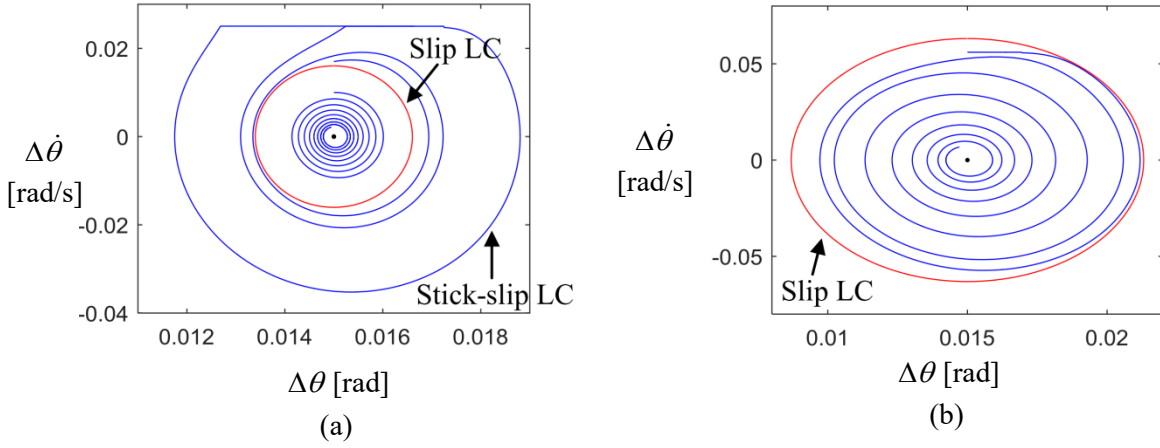 0.02
0
-0.02
-0.04
0.012
0.014
0.016
0.018
Δθ̇
[rad/s]
Δθ [rad]
Slip LC
Stick-slip LC
(a)
0.05
0
-0.05
0.01
0.015
0.02
Δθ̇
[rad/s]
Δθ [rad]
Slip LC
(b)